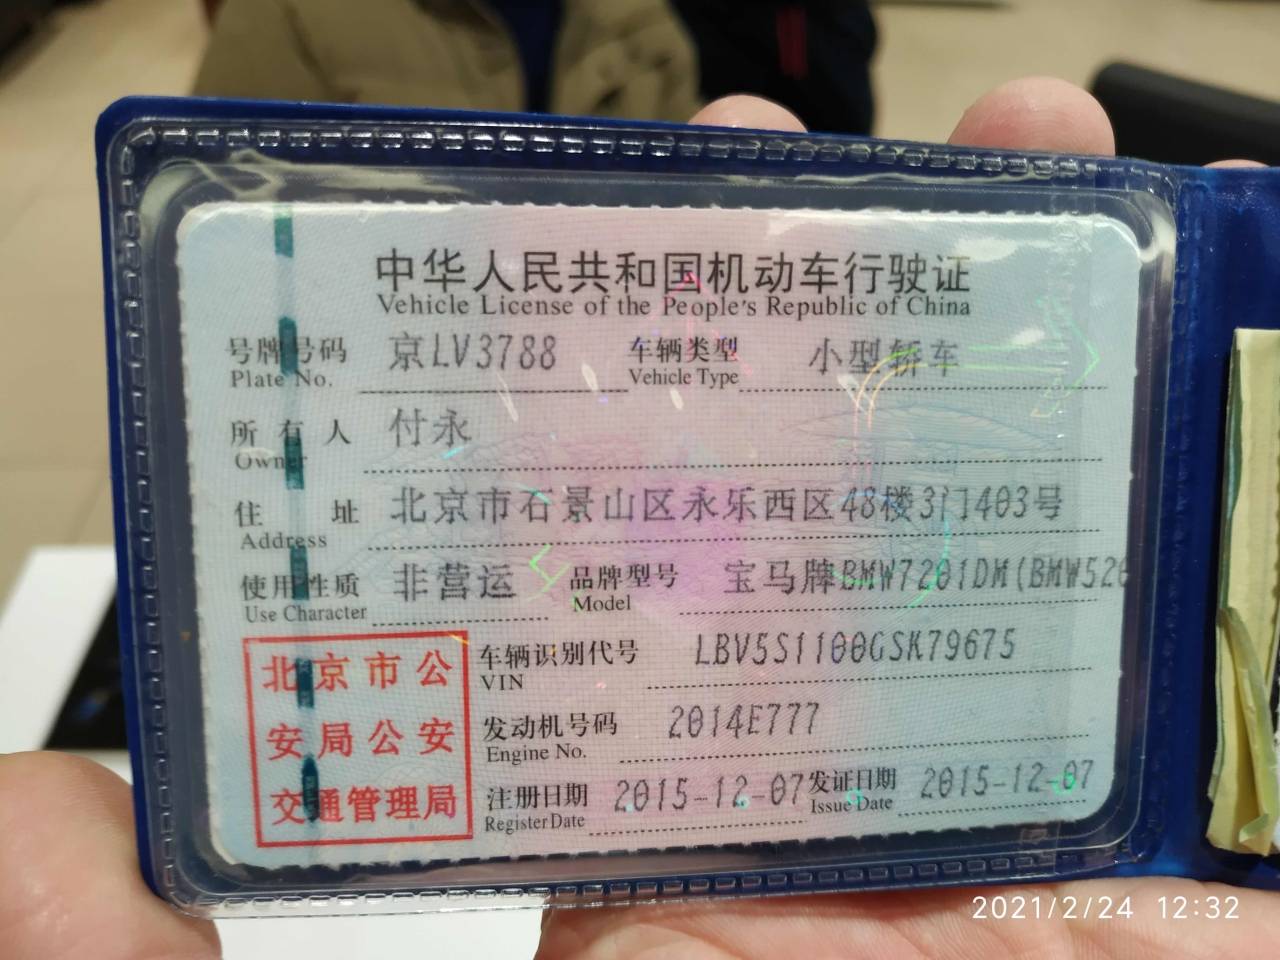 中华人民共和国机动车行驶证
Vehicle License of the People's Republic of China
号牌号码 京LV3788 车辆类型 小型轿车
Plate No. Vehicle Type
所有人 付永
Owner
住址 北京市石景山区永乐西区48楼3门403号
Address
使用性质 非营运 品牌型号 宝马牌BMW7201DM(BMW520
Use Character Model
北京市公
安局公安
交通管理局
车辆识别代号 LBV5S1100GSK79675
VIN
发动机号码 2014E777
Engine No.
注册日期 2015-12-07 发证日期 2015-12-07
Register Date Issue Date
2021/2/24 12:32